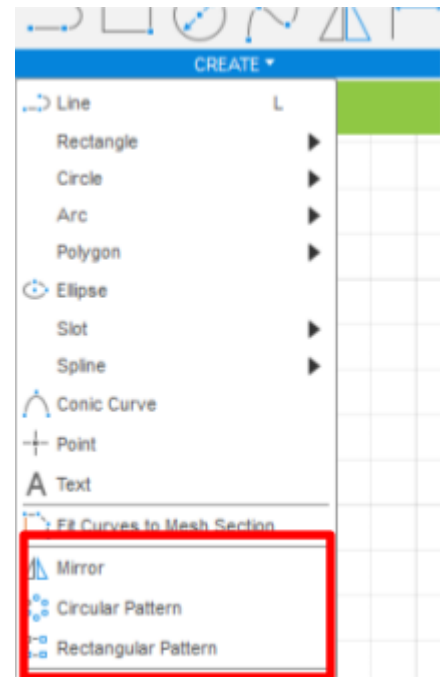 CREATE ▾
Line L
Rectangle
Circle
Arc
Polygon
Ellipse
Slot
Spline
Conic Curve
Point
Text
Fit Curves to Mesh Section
Mirror
Circular Pattern
Rectangular Pattern